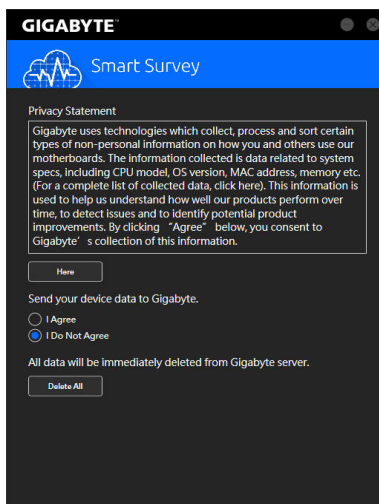 GIGABYTE™
Smart Survey
Privacy Statement
Gigabyte uses technologies which collect, process and sort certain
types of non-personal information on how you and others use our
motherboards. The information collected is data related to system
specs, including CPU model, OS version, MAC address, memory etc.
(For a complete list of collected data, click here). This information is
used to help us understand how well our products perform over
time, to detect issues and to identify potential product
improvements. By clicking “Agree” below, you consent to
Gigabyte’ s collection of this information.
Here
Send your device data to Gigabyte.
I Agree
I Do Not Agree
All data will be immediately deleted from Gigabyte server.
Delete All